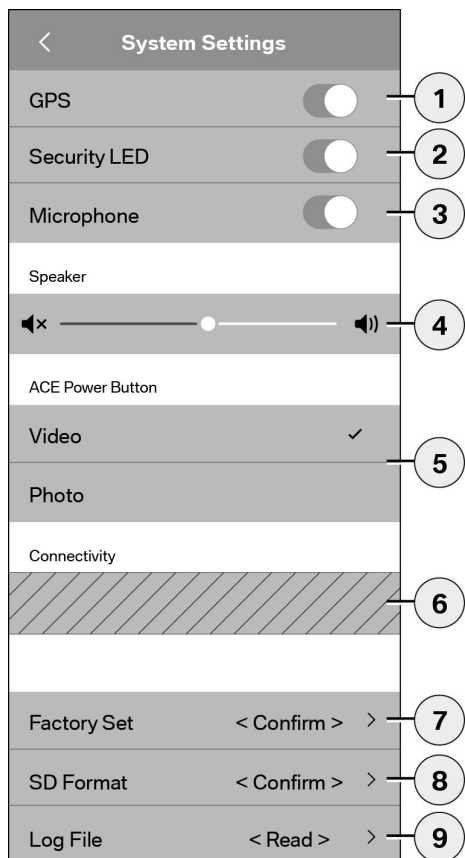 System Settings
GPS
1
Security LED
2
Microphone
3
Speaker
4
ACE Power Button
Video
5
Photo
Connectivity
6
Factory Set < Confirm > >
7
SD Format < Confirm > >
8
Log File < Read > >
9